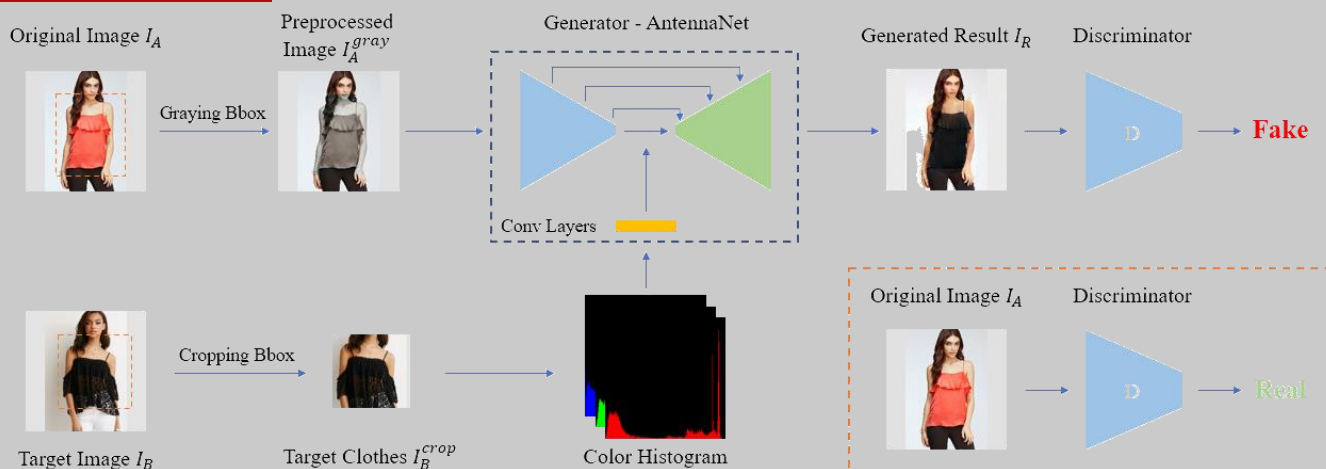 Original Image I_A
Preprocessed
Image I_A^gray
Generator - AntennaNet
Generated Result I_R
Discriminator
Graying Bbox
D
Fake
Conv Layers
Original Image I_A
Discriminator
Cropping Bbox
D
Real
Target Image I_B
Target Clothes I_B^crop
Color Histogram